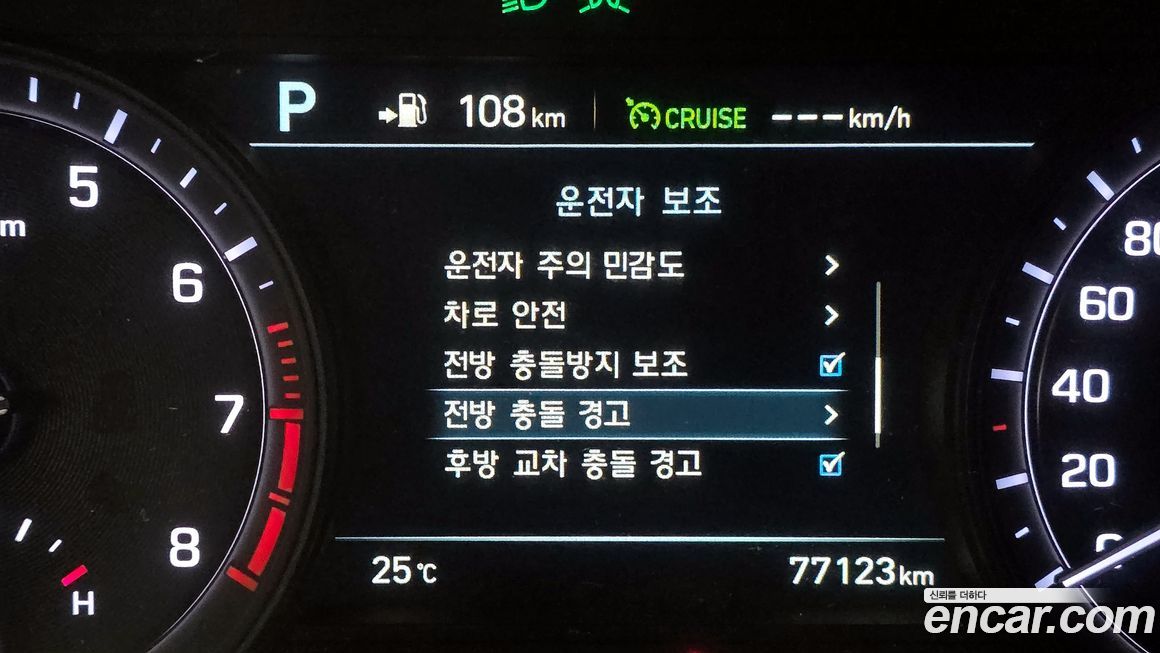 P 108 km CRUISE ---km/h
운전자 보조
운전자 주의 민감도 >
차로 안전 >
전방 충돌방지 보조
전방 충돌 경고 >
후방 교차 충돌 경고
25°C 77123 km
5
6
7
8
H
80
60
40
20
0
신뢰를 더하다
encar.com